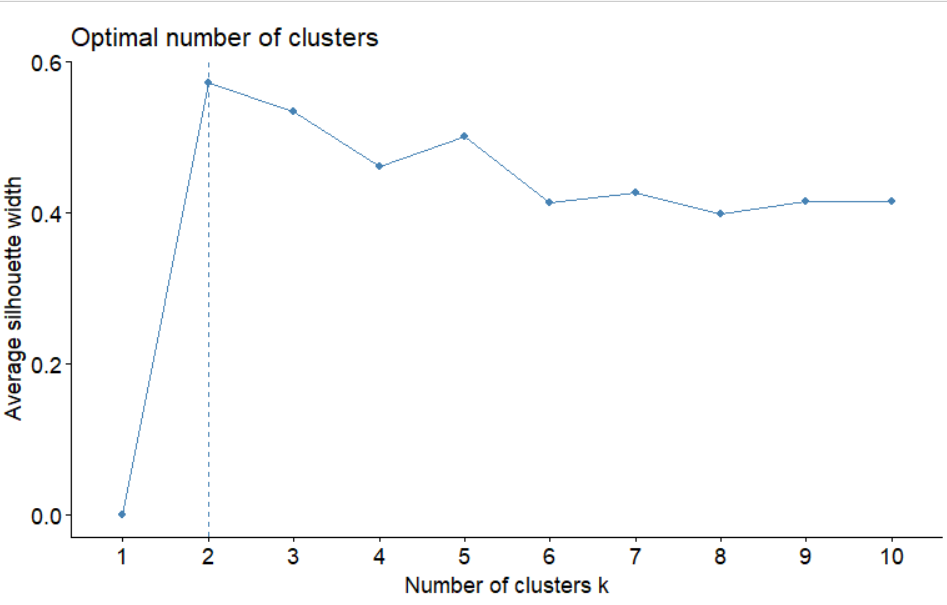 Optimal number of clusters
0.6
0.4
0.2
0.0
Average silhouette width
1 2 3 4 5 6 7 8 9 10
Number of clusters k